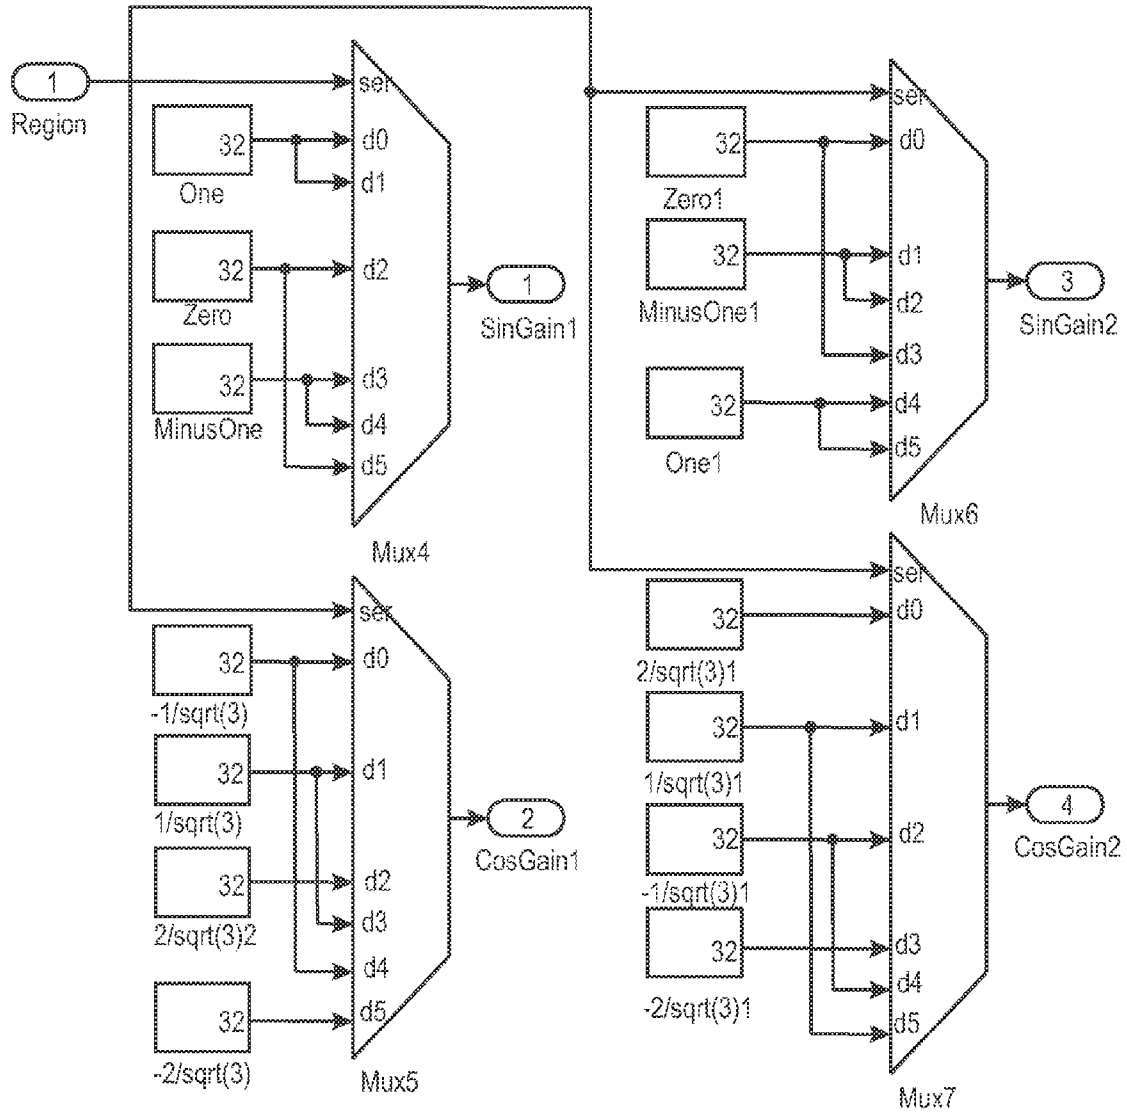 1
Region
ser
32
d0
d1
One
32
d2
Zero
32
d3
d4
d5
MinusOne
Mux4
1
SinGain1
ser
32
d0
Zero1
32
d1
d2
MinusOne1
d3
32
d4
d5
One1
Mux6
3
SinGain2
ser
32
d0
-1/sqrt(3)
32
d1
1/sqrt(3)
32
d2
2/sqrt(3)2
d3
d4
32
d5
-2/sqrt(3)
Mux5
2
CosGain1
ser
32
d0
2/sqrt(3)1
32
d1
1/sqrt(3)1
32
d2
-1/sqrt(3)1
32
d3
d4
d5
-2/sqrt(3)1
Mux7
4
CosGain2